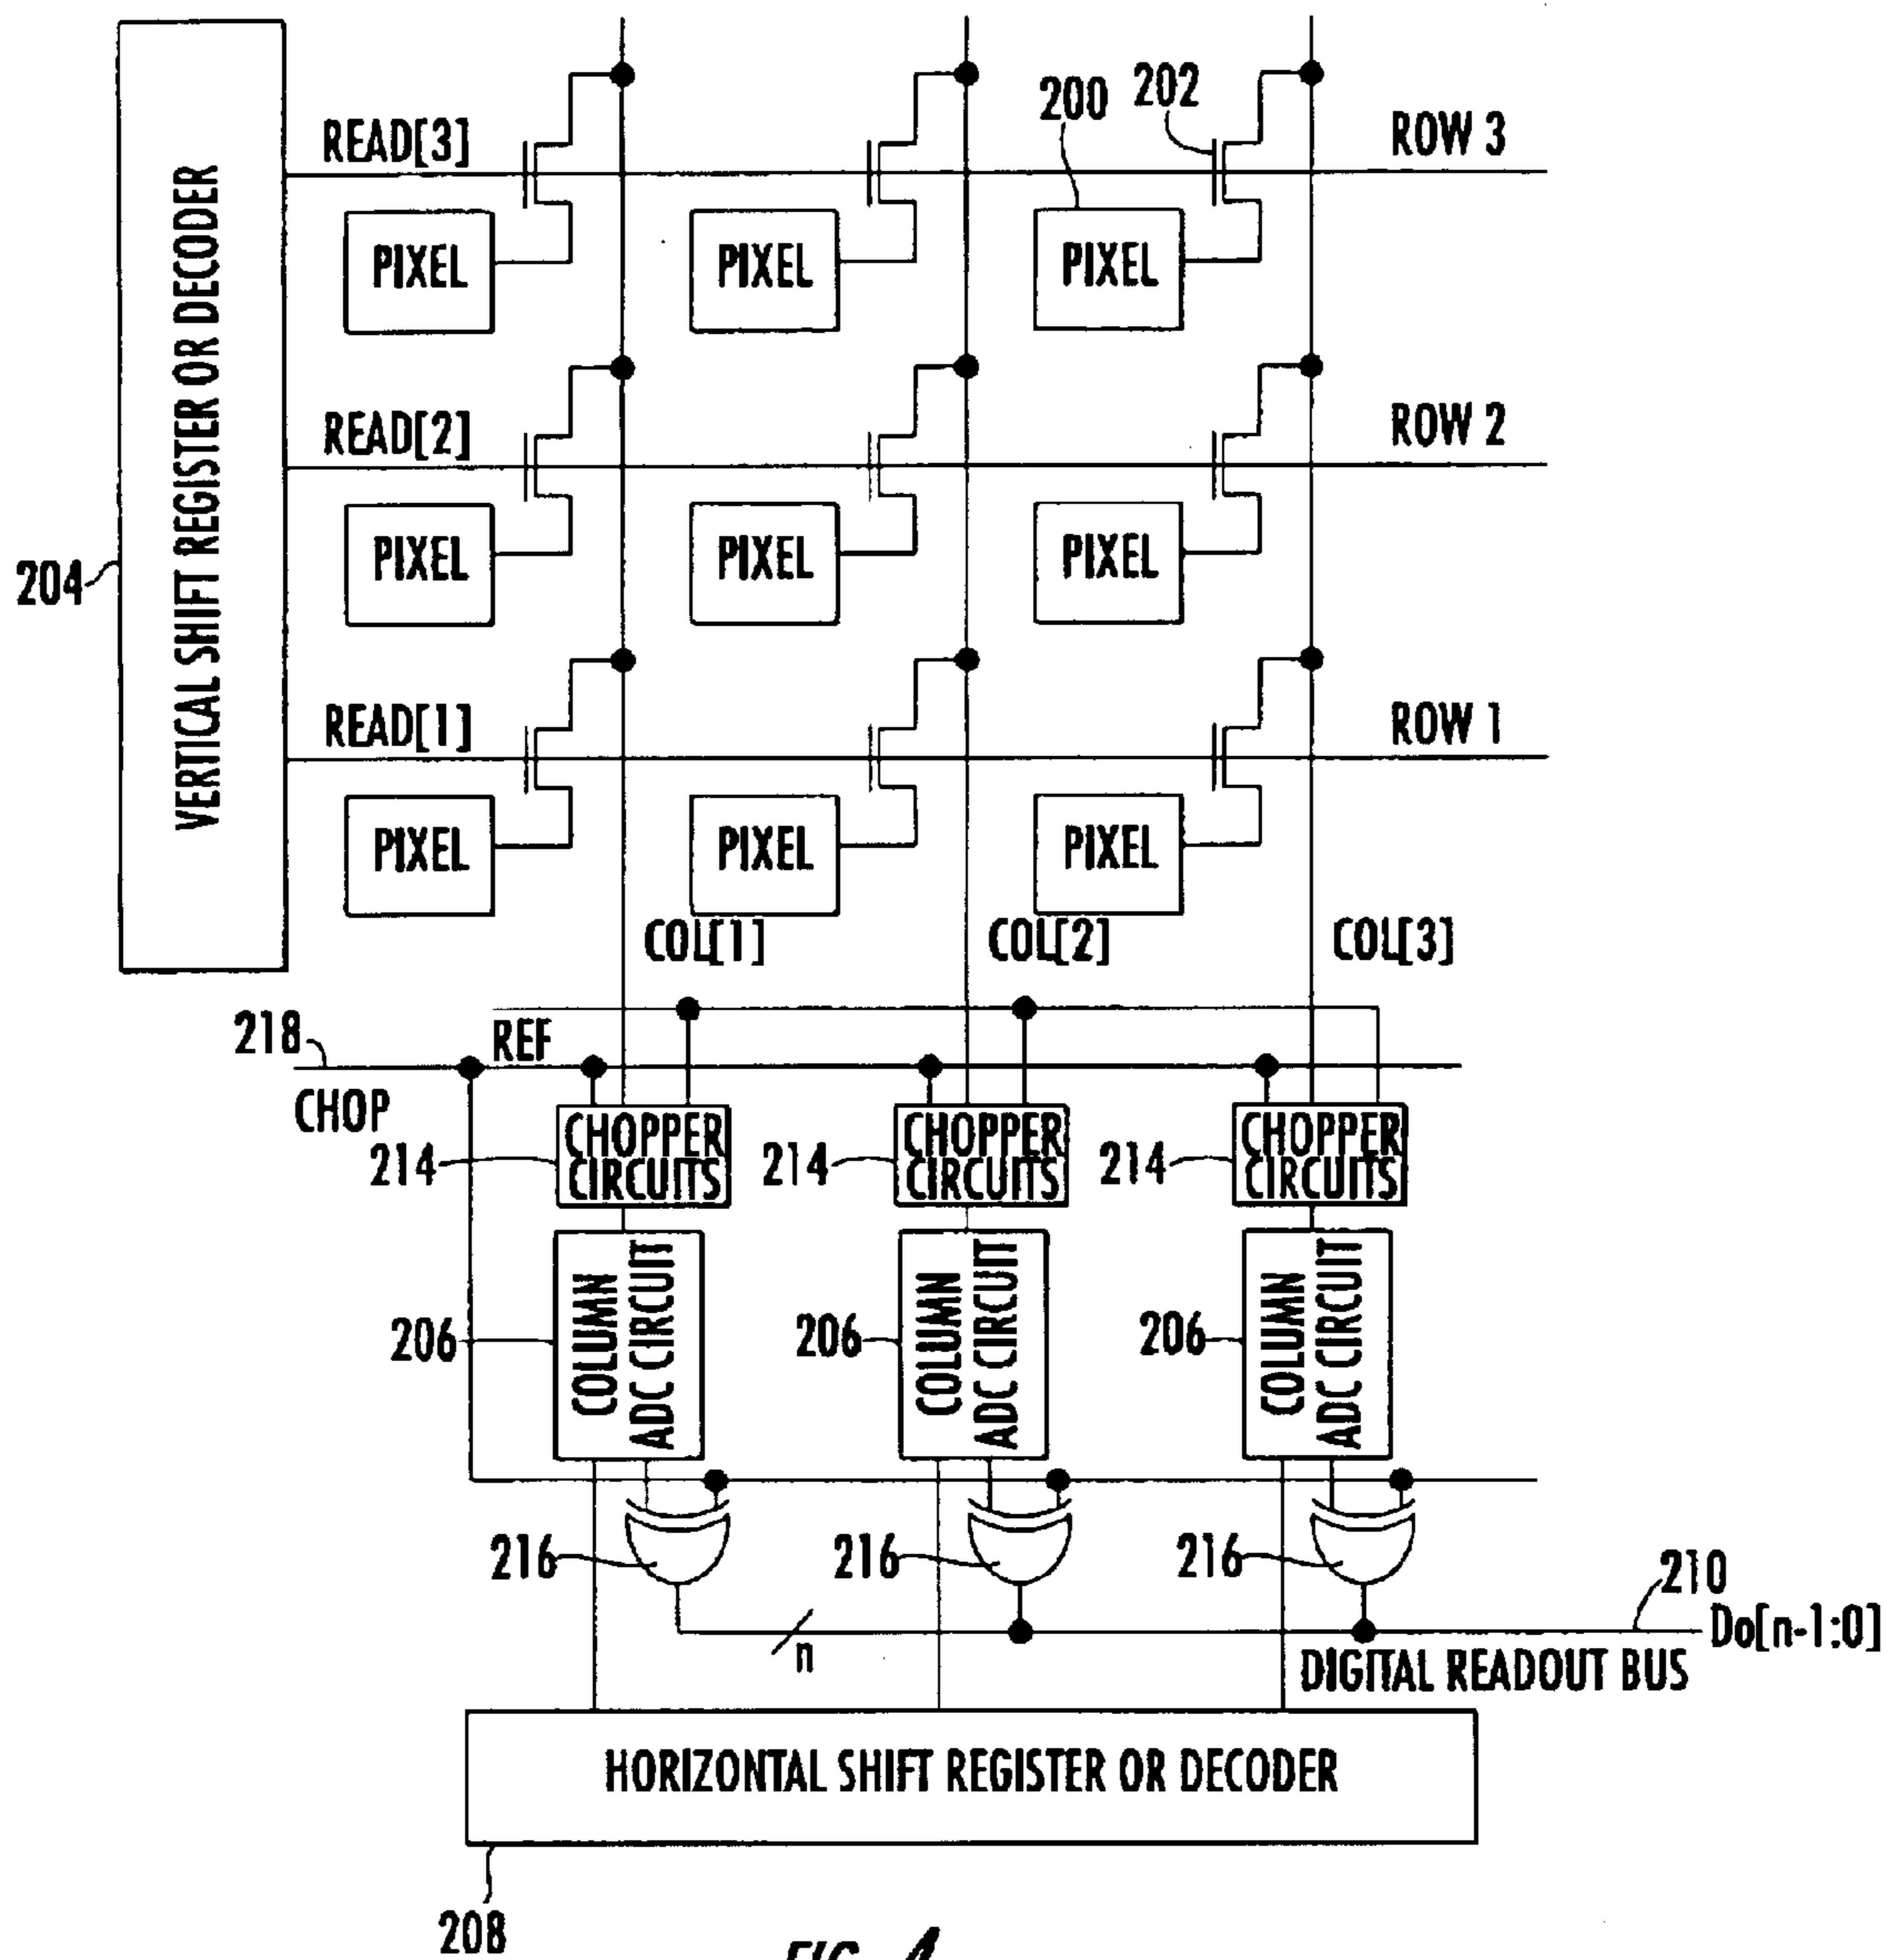 200 202
READ[3] ROW 3
PIXEL PIXEL PIXEL
VERTICAL SHIFT REGISTER OR DECODER
READ[2] ROW 2
204
PIXEL PIXEL PIXEL
READ[1] ROW 1
PIXEL PIXEL PIXEL
COL[1] COL[2] COL[3]
218
REF
CHOP
214 CHOPPER CIRCUITS
214 CHOPPER CIRCUITS
214 CHOPPER CIRCUITS
206 COLUMN ADC CIRCUIT
206 COLUMN ADC CIRCUIT
206 COLUMN ADC CIRCUIT
216 216 216
210
Do[n-1:0]
n
DIGITAL READOUT BUS
HORIZONTAL SHIFT REGISTER OR DECODER
208
FIG. 4